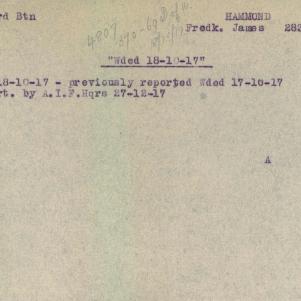 rd Btn HAMMOND
Fredk. James 282
"Wded 18-10-17"
18-10-17 - previously reported Wded 17-10-17
rt. by A.I.F.Hqrs 27-12-17
A